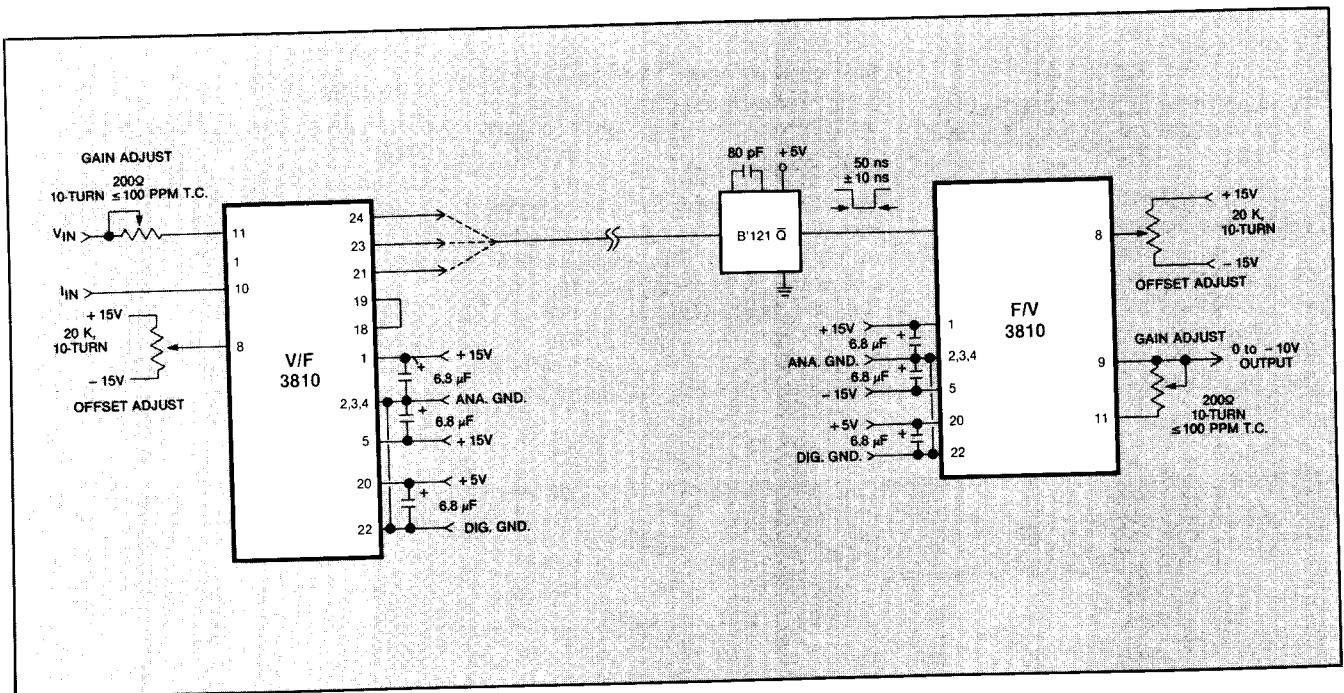 GAIN ADJUST
200Ω
10-TURN ≤100 PPM T.C.
VIN
11
1
IIN
10
+ 15V
20 K,
10-TURN
8
– 15V
OFFSET ADJUST
V/F
3810
24
23
21
19
18
1
+ 15V
+
6.8 µF
2,3,4
ANA. GND.
+
6.8 µF
5
+ 15V
20
+ 5V
+
6.8 µF
22
DIG. GND.
80 pF
+ 5V
B'121 Q̅
50 ns
± 10 ns
F/V
3810
8
+ 15V
20 K,
10-TURN
– 15V
OFFSET ADJUST
+ 15V
1
6.8 µF
+
ANA. GND.
2,3,4
6.8 µF
+
– 15V
5
+ 5V
20
6.8 µF
+
DIG. GND.
22
GAIN ADJUST
9
0 to – 10V
OUTPUT
11
200Ω
10-TURN
≤100 PPM T.C.